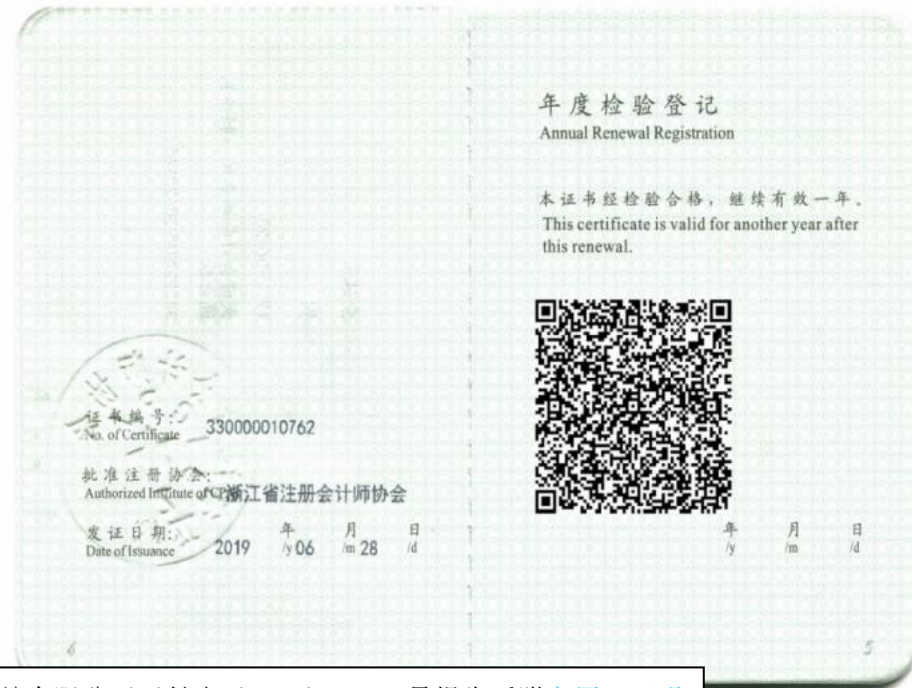 证书编号:
No. of Certificate
330000010762
批准注册协会:
Authorized Institute of CP
浙江省注册会计师协会
发证日期:
Date of Issuance
2019 年 /y 06 月 /m 28 日 /d
年度检验登记
Annual Renewal Registration
本证书经检验合格，继续有效一年。
This certificate is valid for another year after
this renewal.
年 月 日
/y /m /d
5